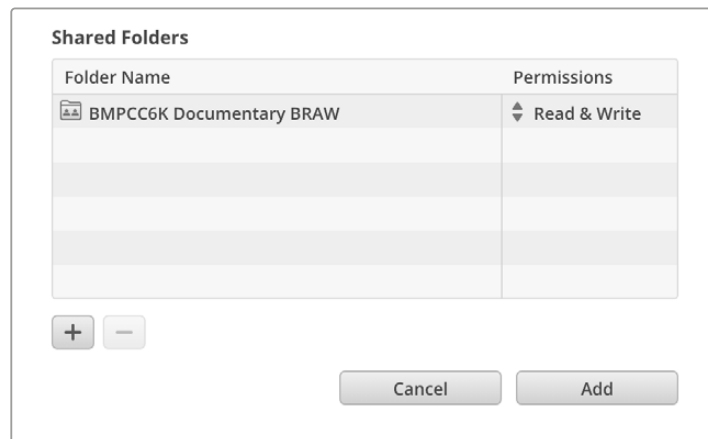 Shared Folders
Folder Name Permissions
BMPCC6K Documentary BRAW Read & Write
+ −
Cancel Add